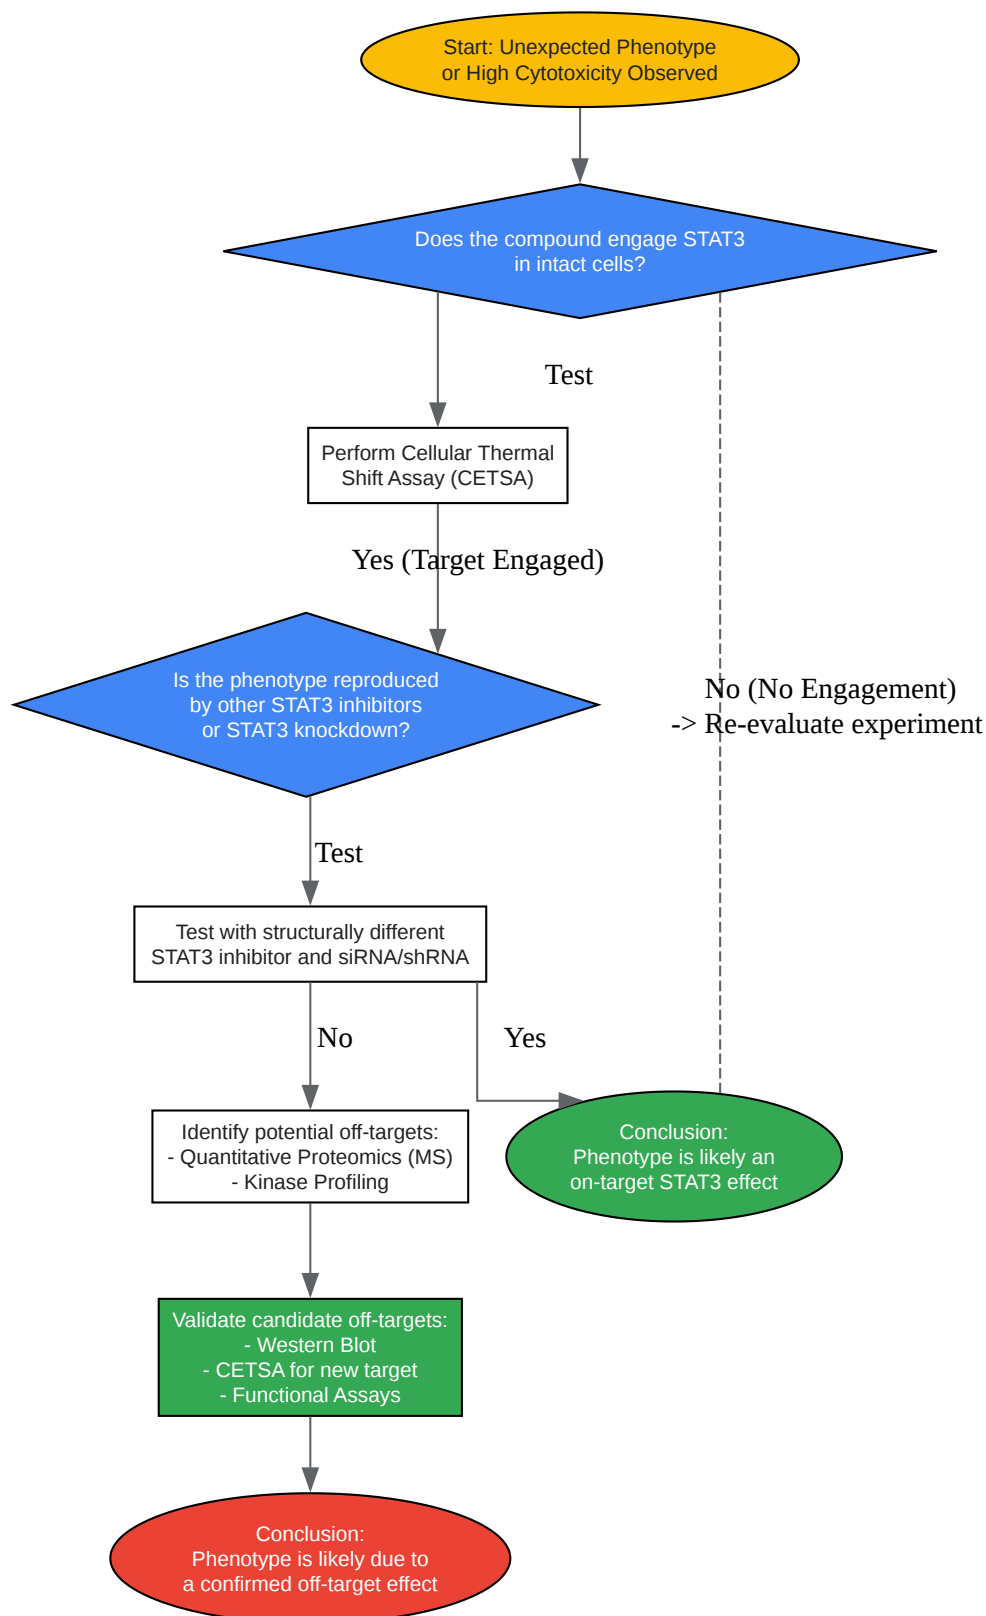 Start: Unexpected Phenotype
or High Cytotoxicity Observed
Does the compound engage STAT3
in intact cells?
Test
Perform Cellular Thermal
Shift Assay (CETSA)
Yes (Target Engaged)
Is the phenotype reproduced
by other STAT3 inhibitors
or STAT3 knockdown?
No (No Engagement)
-> Re-evaluate experiment
Test
Test with structurally different
STAT3 inhibitor and siRNA/shRNA
No
Yes
Identify potential off-targets:
- Quantitative Proteomics (MS)
- Kinase Profiling
Conclusion:
Phenotype is likely an
on-target STAT3 effect
Validate candidate off-targets:
- Western Blot
- CETSA for new target
- Functional Assays
Conclusion:
Phenotype is likely due to
a confirmed off-target effect